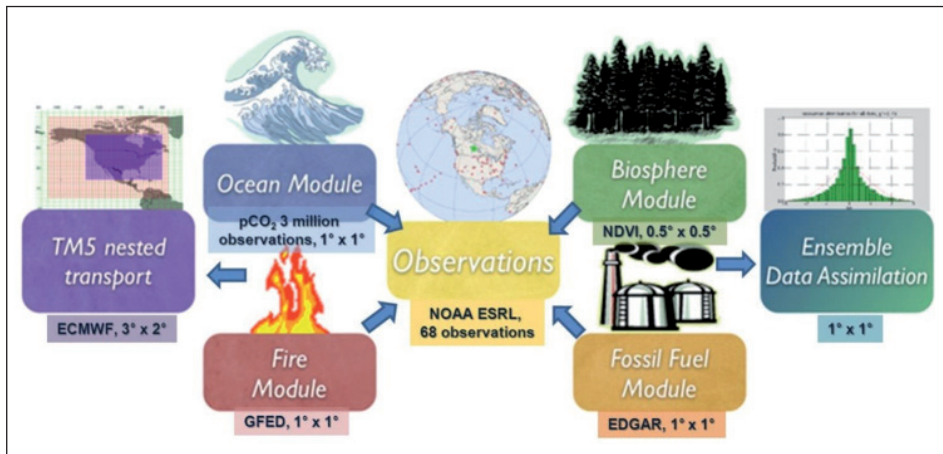 Ocean Module
pCO₂ 3 million
observations, 1° x 1°
Biosphere
Module
NDVI, 0.5° x 0.5°
TM5 nested
transport
ECMWF, 3° x 2°
Observations
NOAA ESRL,
68 observations
Ensemble
Data Assimilation
1° x 1°
Fire
Module
GFED, 1° x 1°
Fossil Fuel
Module
EDGAR, 1° x 1°